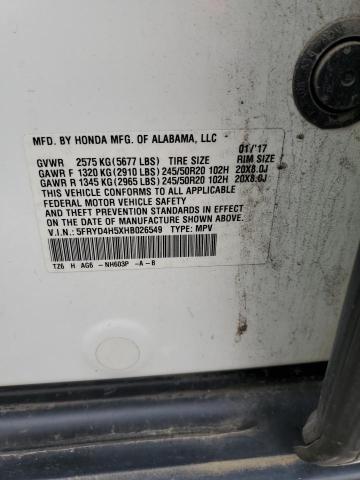 MFD. BY HONDA MFG. OF ALABAMA, LLC 01/'17
GVWR 2575 KG(5677 LBS) TIRE SIZE RIM SIZE
GAWR F 1320 KG(2910 LBS) 245/50R20 102H 20X8.0J
GAWR R 1345 KG(2965 LBS) 245/50R20 102H 20X8.0J
THIS VEHICLE CONFORMS TO ALL APPLICABLE
FEDERAL MOTOR VEHICLE SAFETY STANDARDS IN EFFECT
ON THE DATE OF MANUFACTURE SHOWN ABOVE.
V.I.N.: 5FRYD4H5XHB026549 TYPE: MPV
TZ6 H AG6 -NH603P -A-B